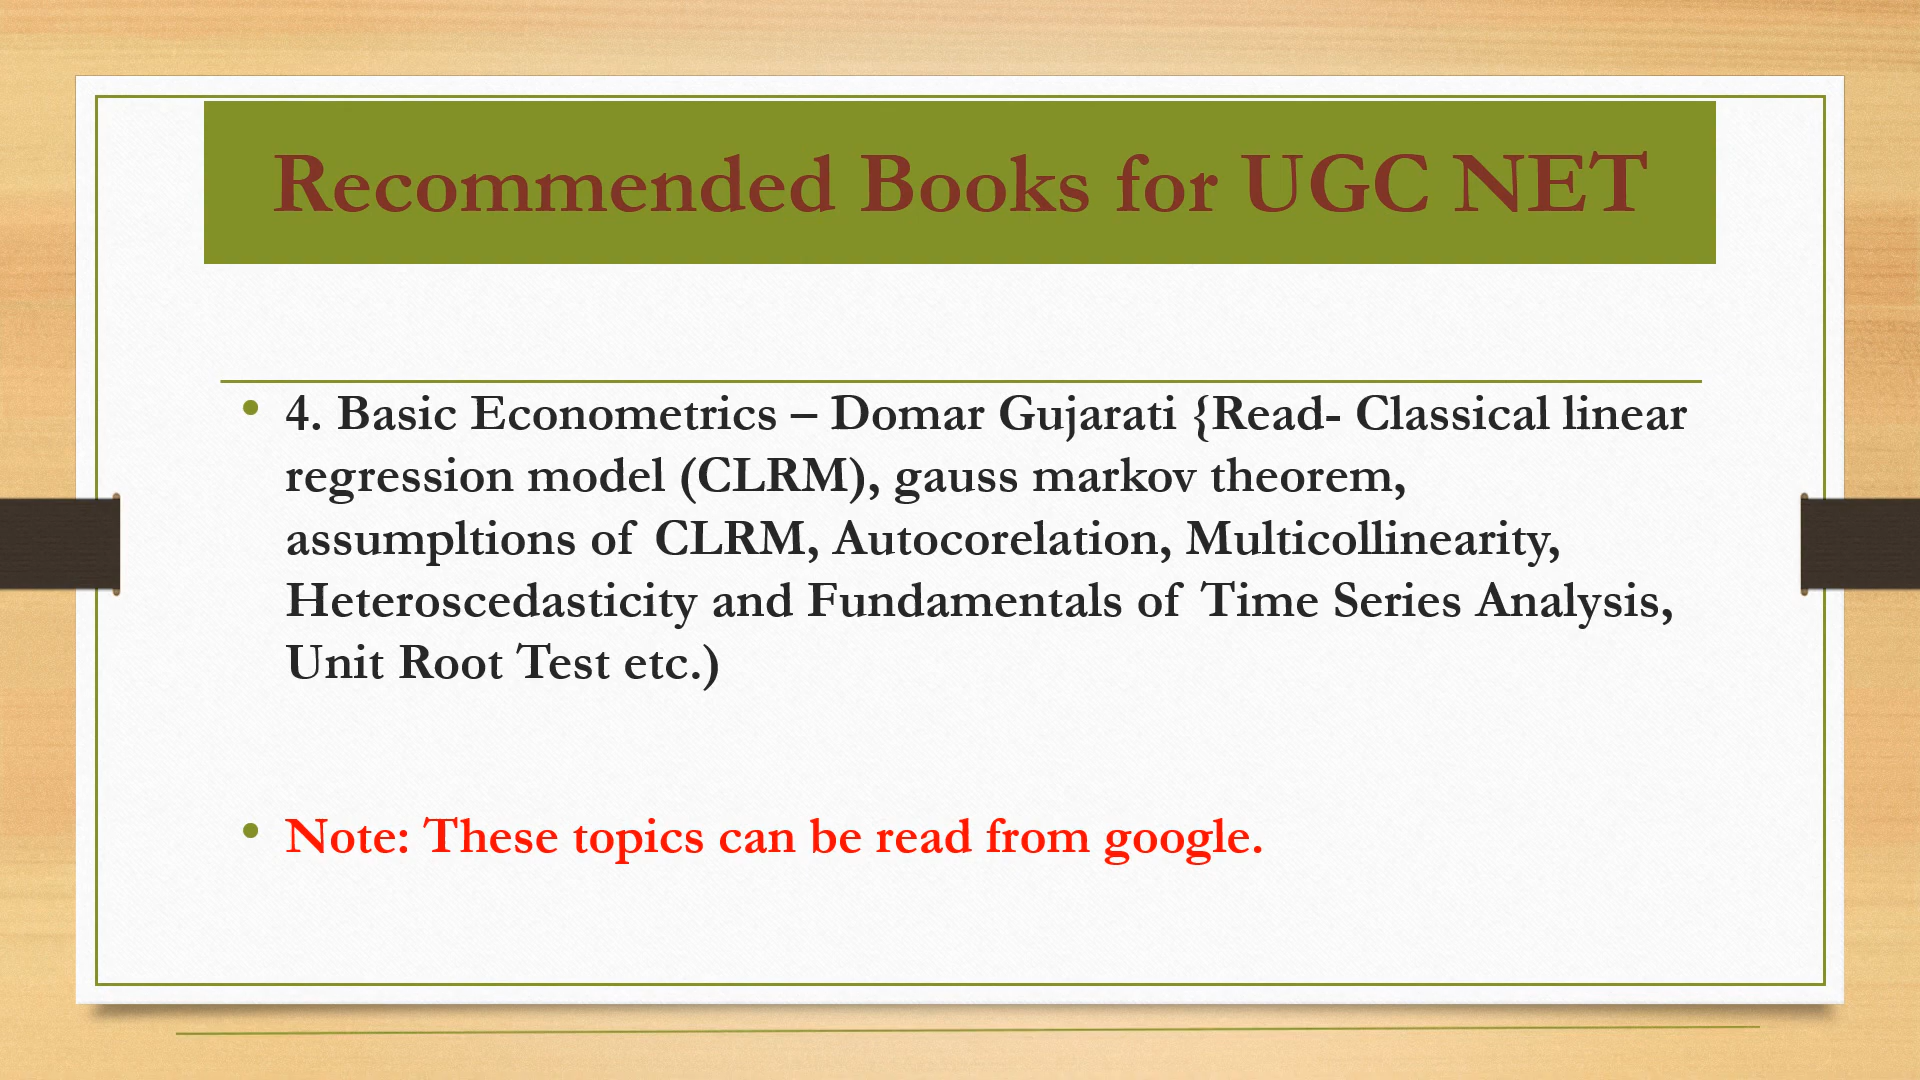 Recommended Books for UGC NET
• 4. Basic Econometrics – Domar Gujarati {Read- Classical linear
regression model (CLRM), gauss markov theorem,
assumpltions of CLRM, Autocorelation, Multicollinearity,
Heteroscedasticity and Fundamentals of Time Series Analysis,
Unit Root Test etc.)
• Note: These topics can be read from google.